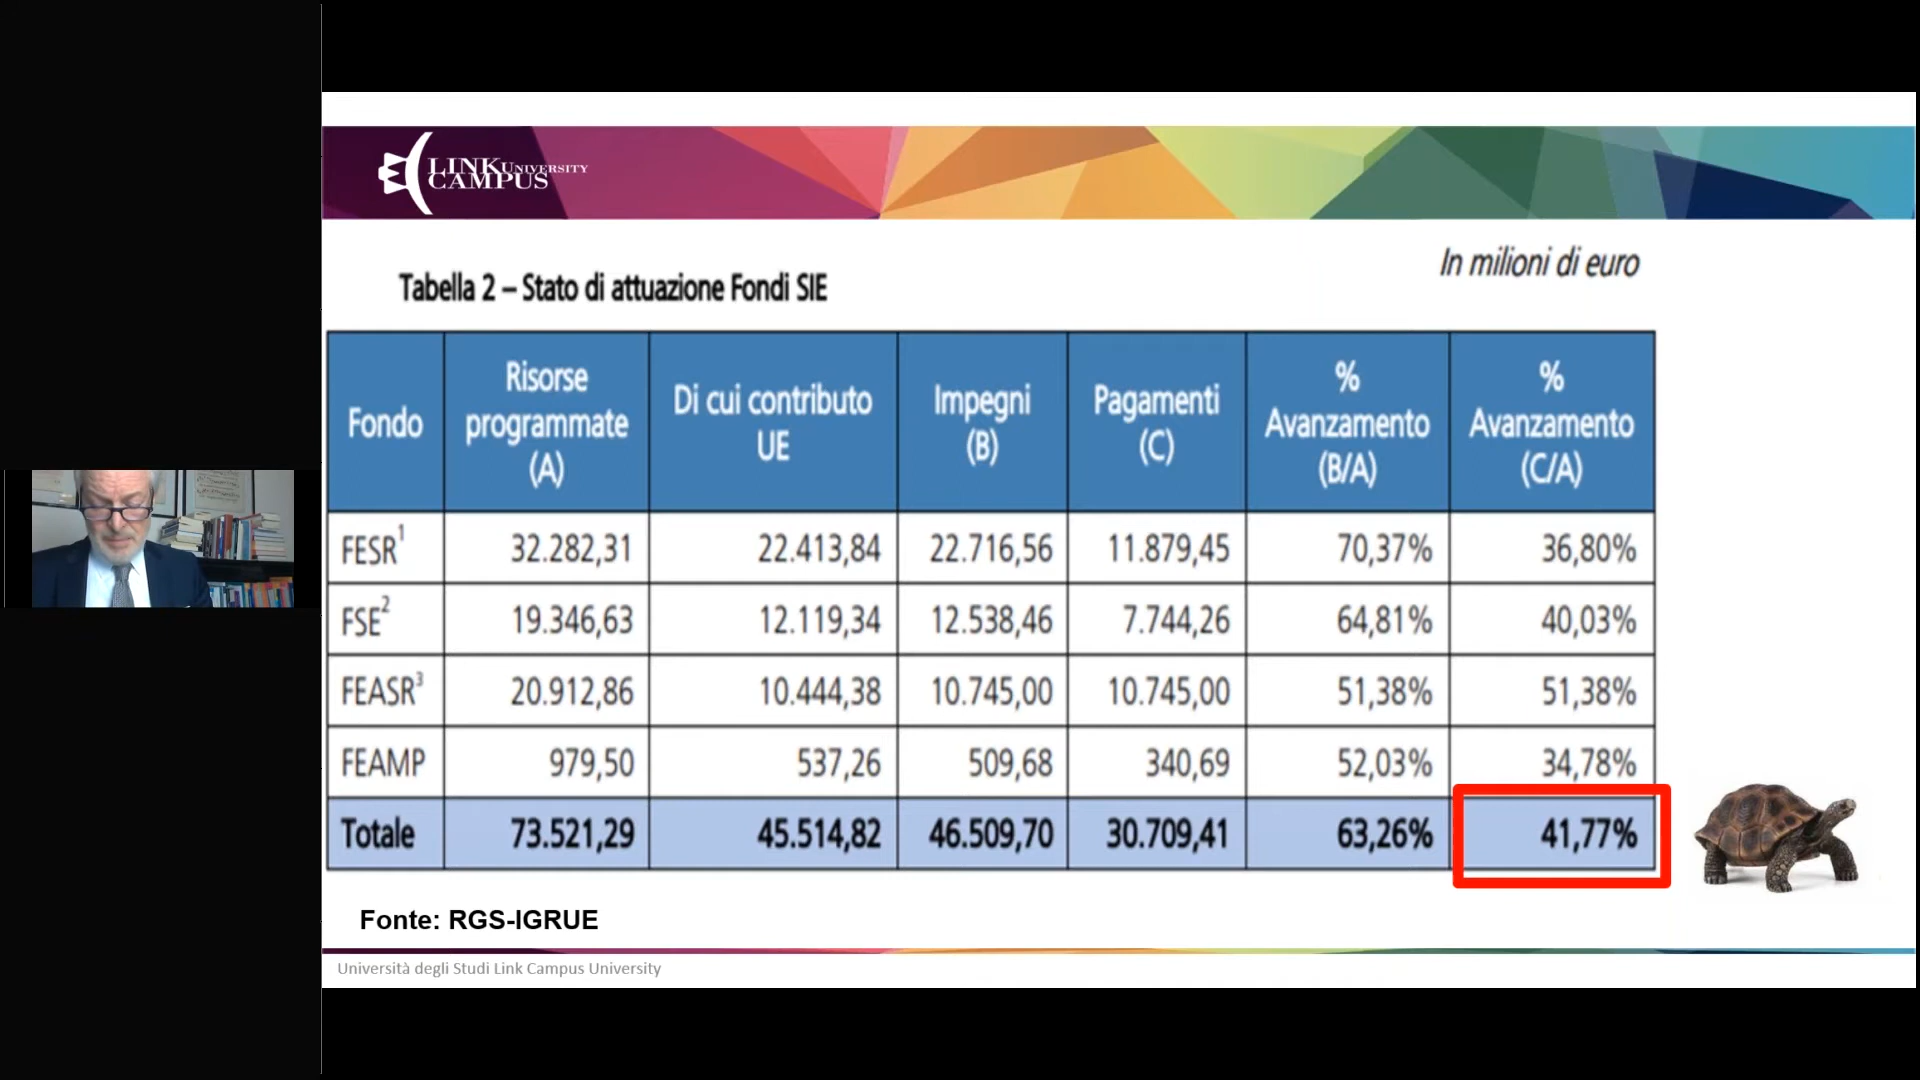 LINK UNIVERSITY
CAMPUS
In milioni di euro
Tabella 2 – Stato di attuazione Fondi SIE
Fondo Risorse programmate (A) Di cui contributo UE Impegni (B) Pagamenti (C) % Avanzamento (B/A) % Avanzamento (C/A)
FESR¹ 32.282,31 22.413,84 22.716,56 11.879,45 70,37% 36,80%
FSE² 19.346,63 12.119,34 12.538,46 7.744,26 64,81% 40,03%
FEASR³ 20.912,86 10.444,38 10.745,00 10.745,00 51,38% 51,38%
FEAMP 979,50 537,26 509,68 340,69 52,03% 34,78%
Totale 73.521,29 45.514,82 46.509,70 30.709,41 63,26% 41,77%
Fonte: RGS-IGRUE
Università degli Studi Link Campus University